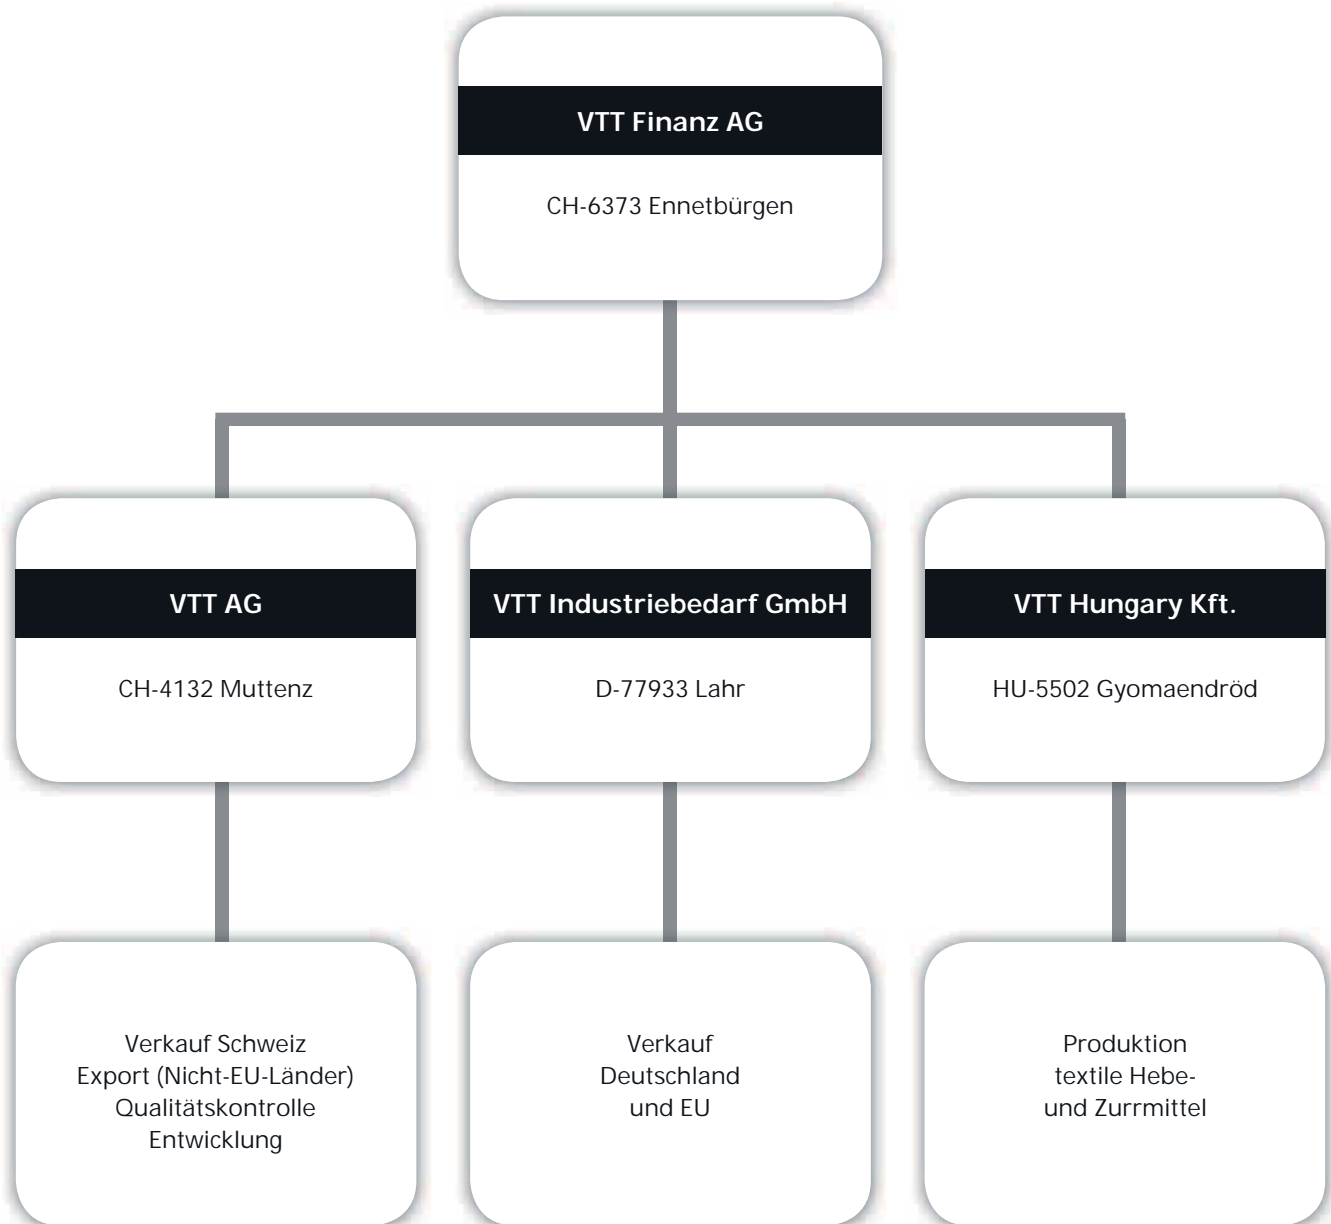 VTT Finanz AG
CH-6373 Ennetbürgen
VTT AG
CH-4132 Muttenz
VTT Industriebedarf GmbH
D-77933 Lahr
VTT Hungary Kft.
HU-5502 Gyomaendröd
Verkauf Schweiz
Export (Nicht-EU-Länder)
Qualitätskontrolle
Entwicklung
Verkauf
Deutschland
und EU
Produktion
textile Hebe-
und Zurrmittel